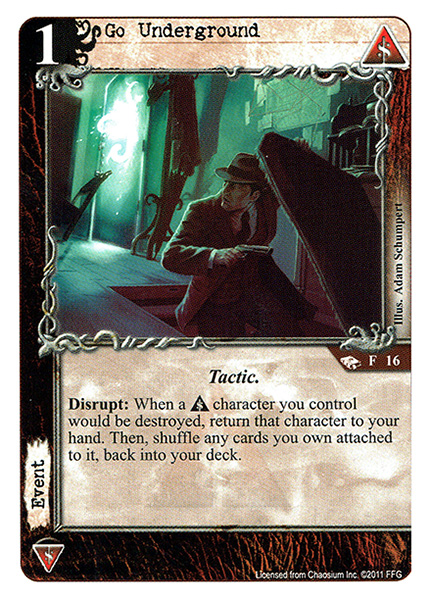 1
Go Underground
Illus. Adam Schumpert
F 16
Tactic.
Disrupt: When a character you control
would be destroyed, return that character to your
hand. Then, shuffle any cards you own attached
to it, back into your deck.
Event
Licensed from Chaosium Inc. ©2011 FFG